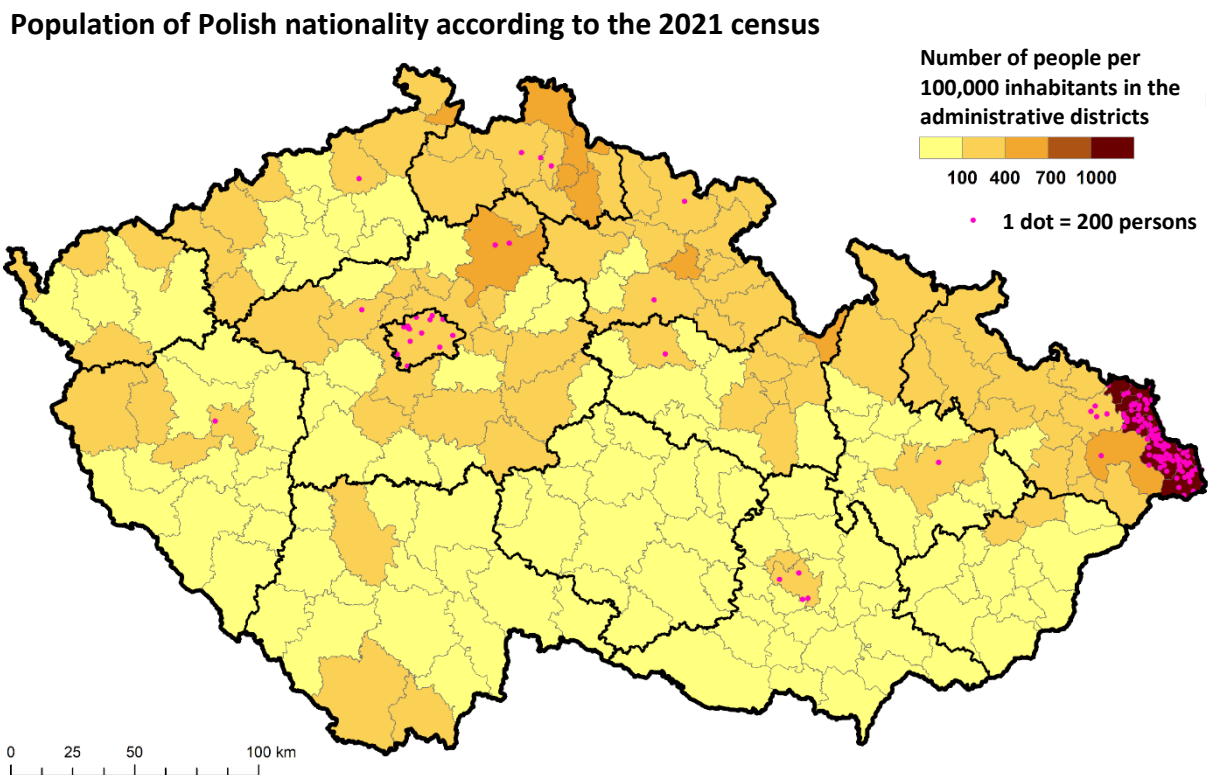 Population of Polish nationality according to the 2021 census
Number of people per
100,000 inhabitants in the
administrative districts
100 400 700 1000
1 dot = 200 persons
0 25 50 100 km